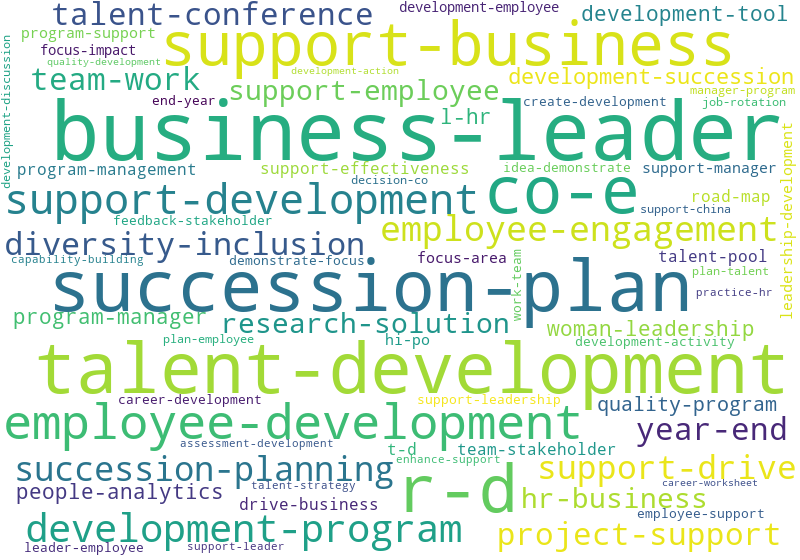 development-employee
talent-conference
development-tool
program-support
support-business
focus-impact
quality-development
development-action
team-work
development-succession
support-employee
manager-program
end-year
create-development
job-rotation
l-hr
business-leader
development-discussion
leadership-development
program-management
support-effectiveness
idea-demonstrate
support-manager
decision-co
support-development
co-e
road-map
support-china
feedback-stakeholder
employee-engagement
diversity-inclusion
capability-building
demonstrate-focus
focus-area
talent-pool
work-team
plan-talent
succession-plan
practice-hr
program-manager
research-solution
woman-leadership
plan-employee
hi-po
development-activity
talent-development
career-development
support-leadership
quality-program
employee-development
year-end
assessment-development
t-d
team-stakeholder
succession-planning
enhance-support
support-drive
people-analytics
talent-strategy
r-d
career-worksheet
drive-business
hr-business
employee-support
development-program
project-support
leader-employee
support-leader